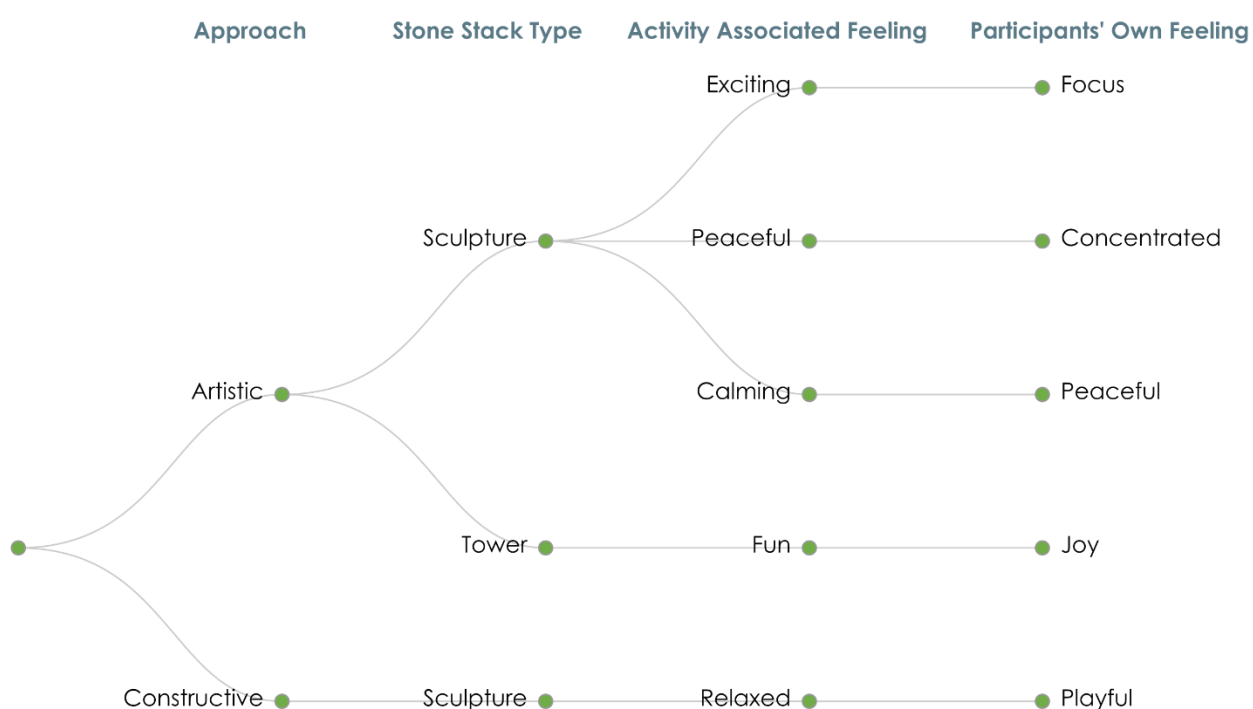 Approach Stone Stack Type Activity Associated Feeling Participants' Own Feeling
Exciting Focus
Sculpture Peaceful Concentrated
Artistic Calming Peaceful
Tower Fun Joy
Constructive Sculpture Relaxed Playful